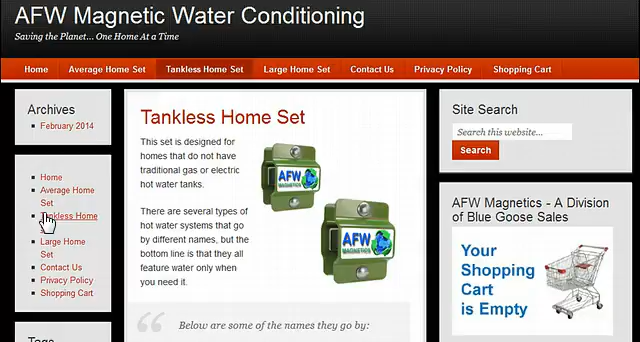 AFW Magnetic Water Conditioning
Saving the Planet... One Home At a Time
Home
Average Home Set
Tankless Home Set
Large Home Set
Contact Us
Privacy Policy
Shopping Cart
Archives
February 2014
Home
Average Home
Set
Tankless Home
Large Home
Set
Contact Us
Privacy Policy
Shopping Cart
Tags
Tankless Home Set
This set is designed for
homes that do not have
traditional gas or electric
hot water tanks.
There are several types of
hot water systems that go
by different names, but the
bottom line is that they all
feature water only when
you need it.
Below are some of the names they go by:
AFW
MAGNETICS
AFW
MAGNETICS
Site Search
Search this website...
Search
AFW Magnetics - A Division
of Blue Goose Sales
Your
Shopping
Cart
is Empty